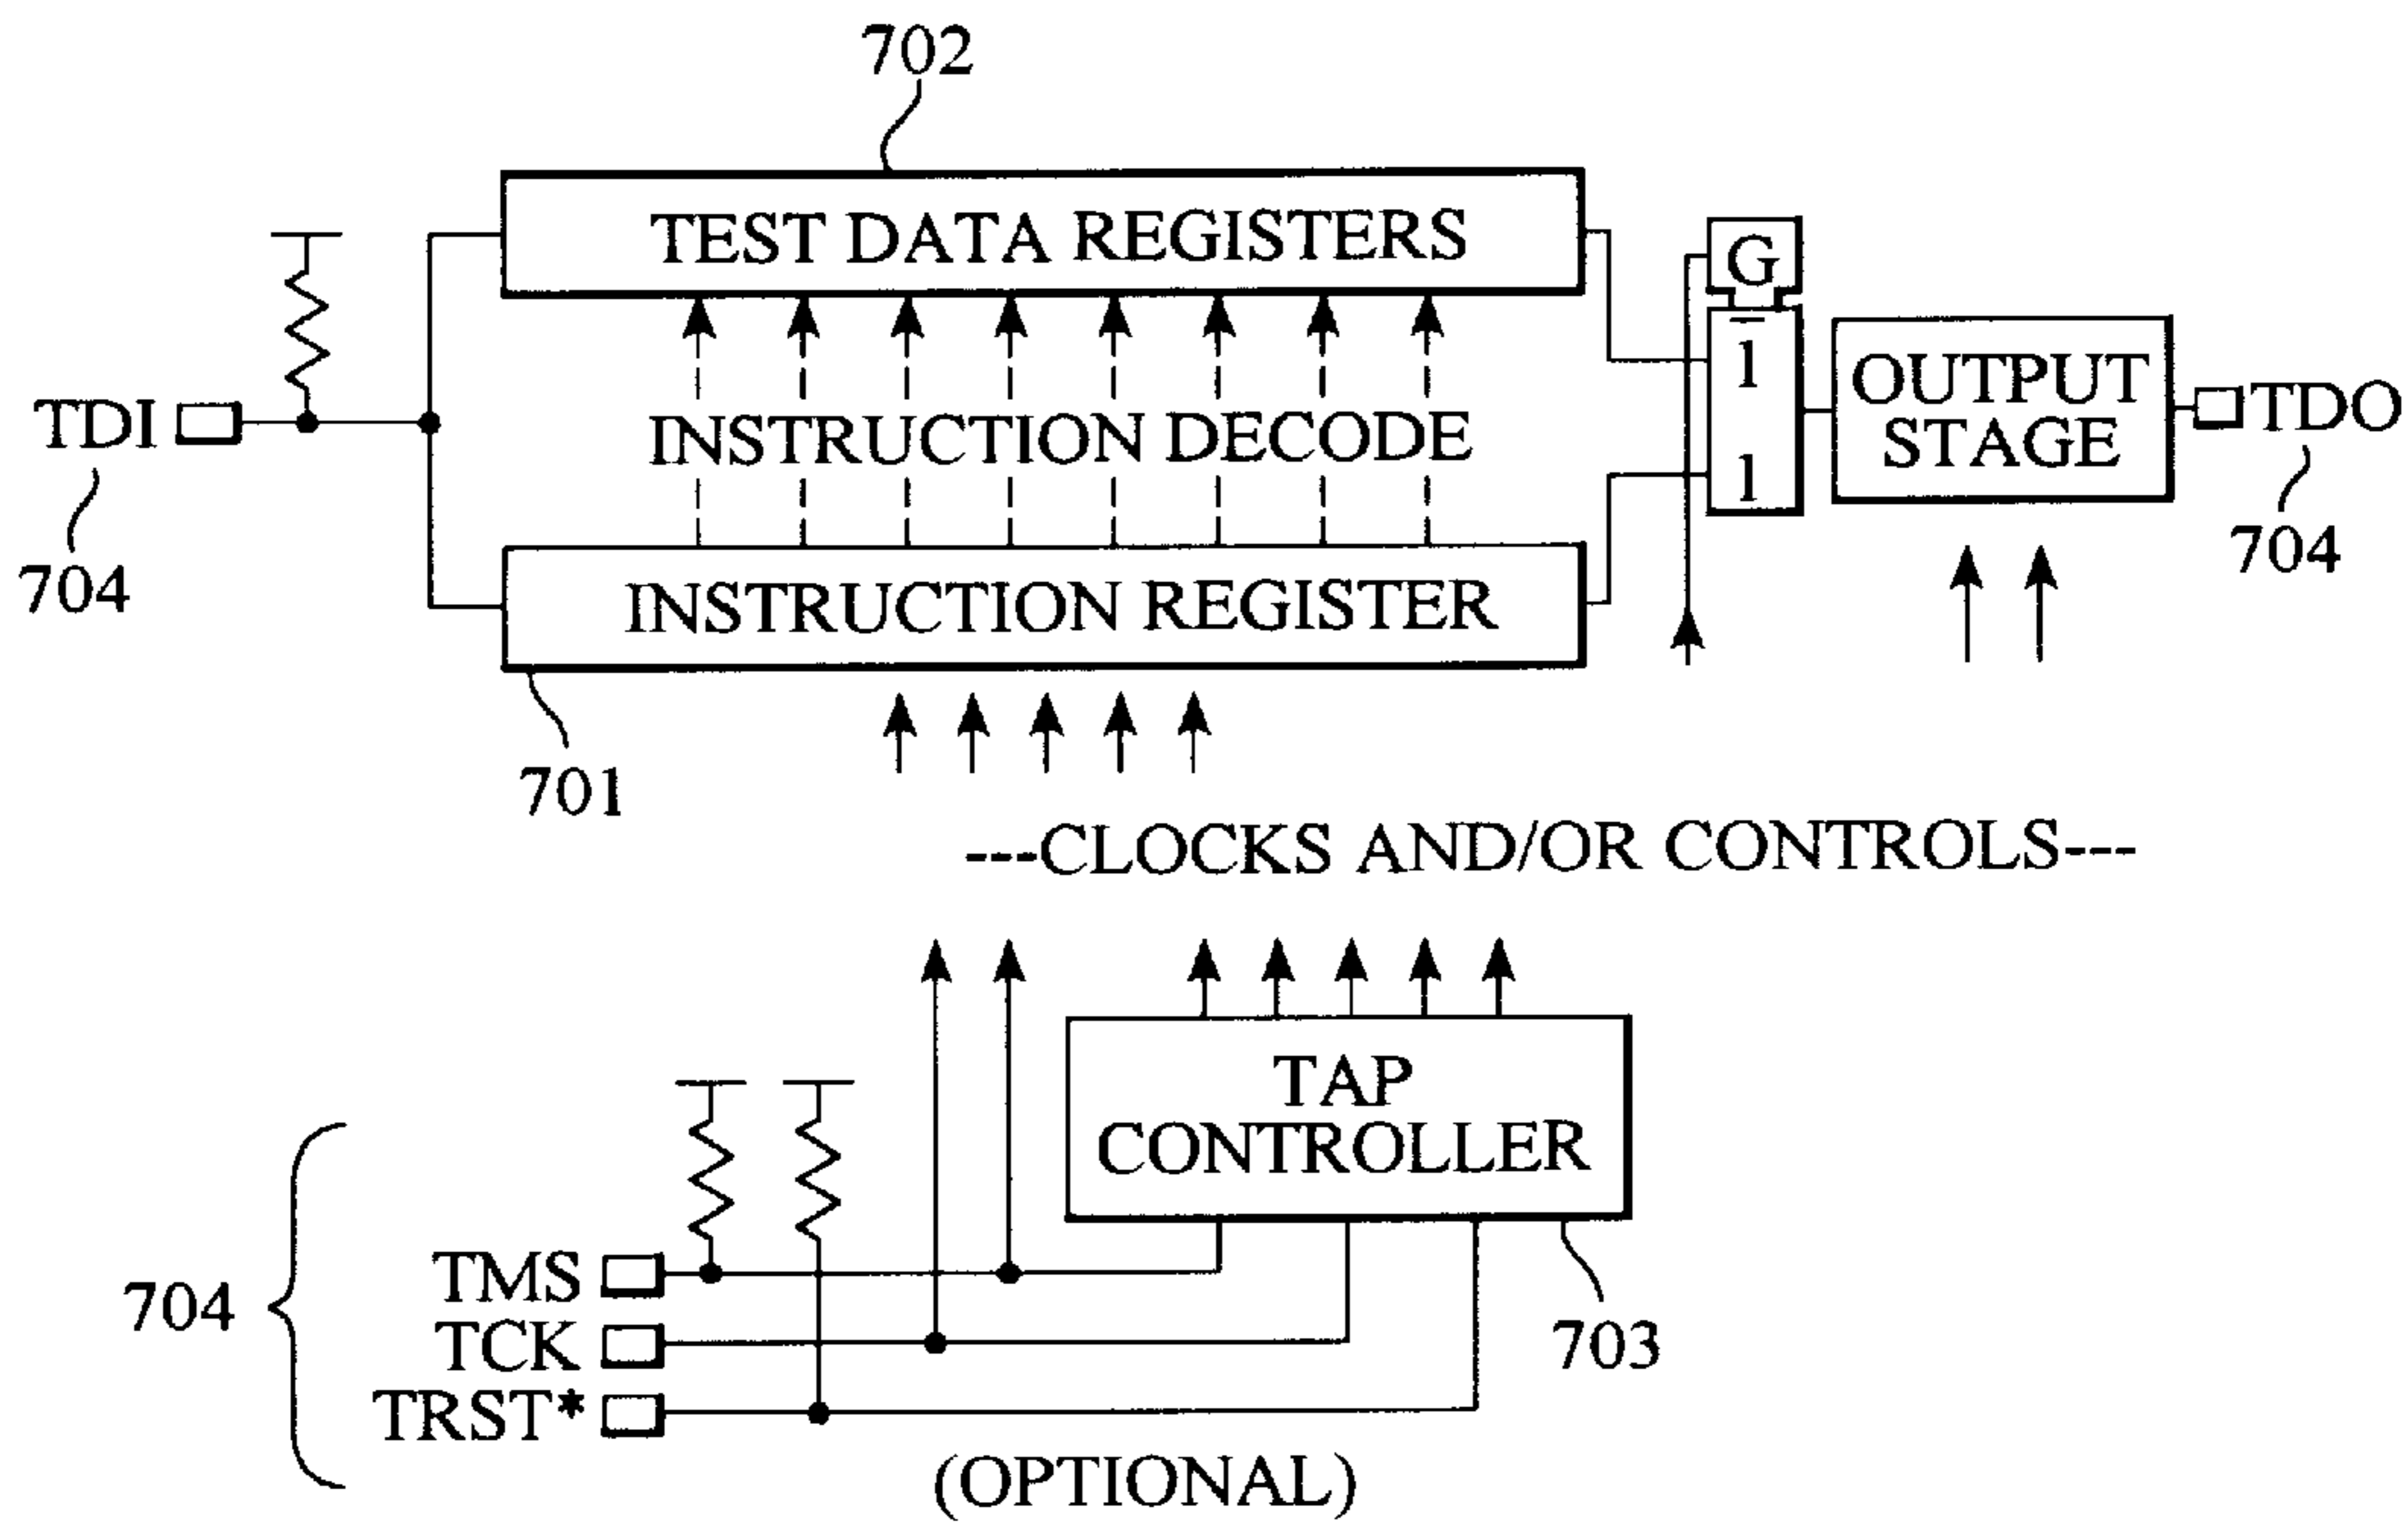 702
TEST DATA REGISTERS
G
1
1
TDI
INSTRUCTION DECODE
OUTPUT
STAGE
TDO
704
704
INSTRUCTION REGISTER
701
---CLOCKS AND/OR CONTROLS---
TAP
CONTROLLER
704
TMS
TCK
TRST*
703
(OPTIONAL)